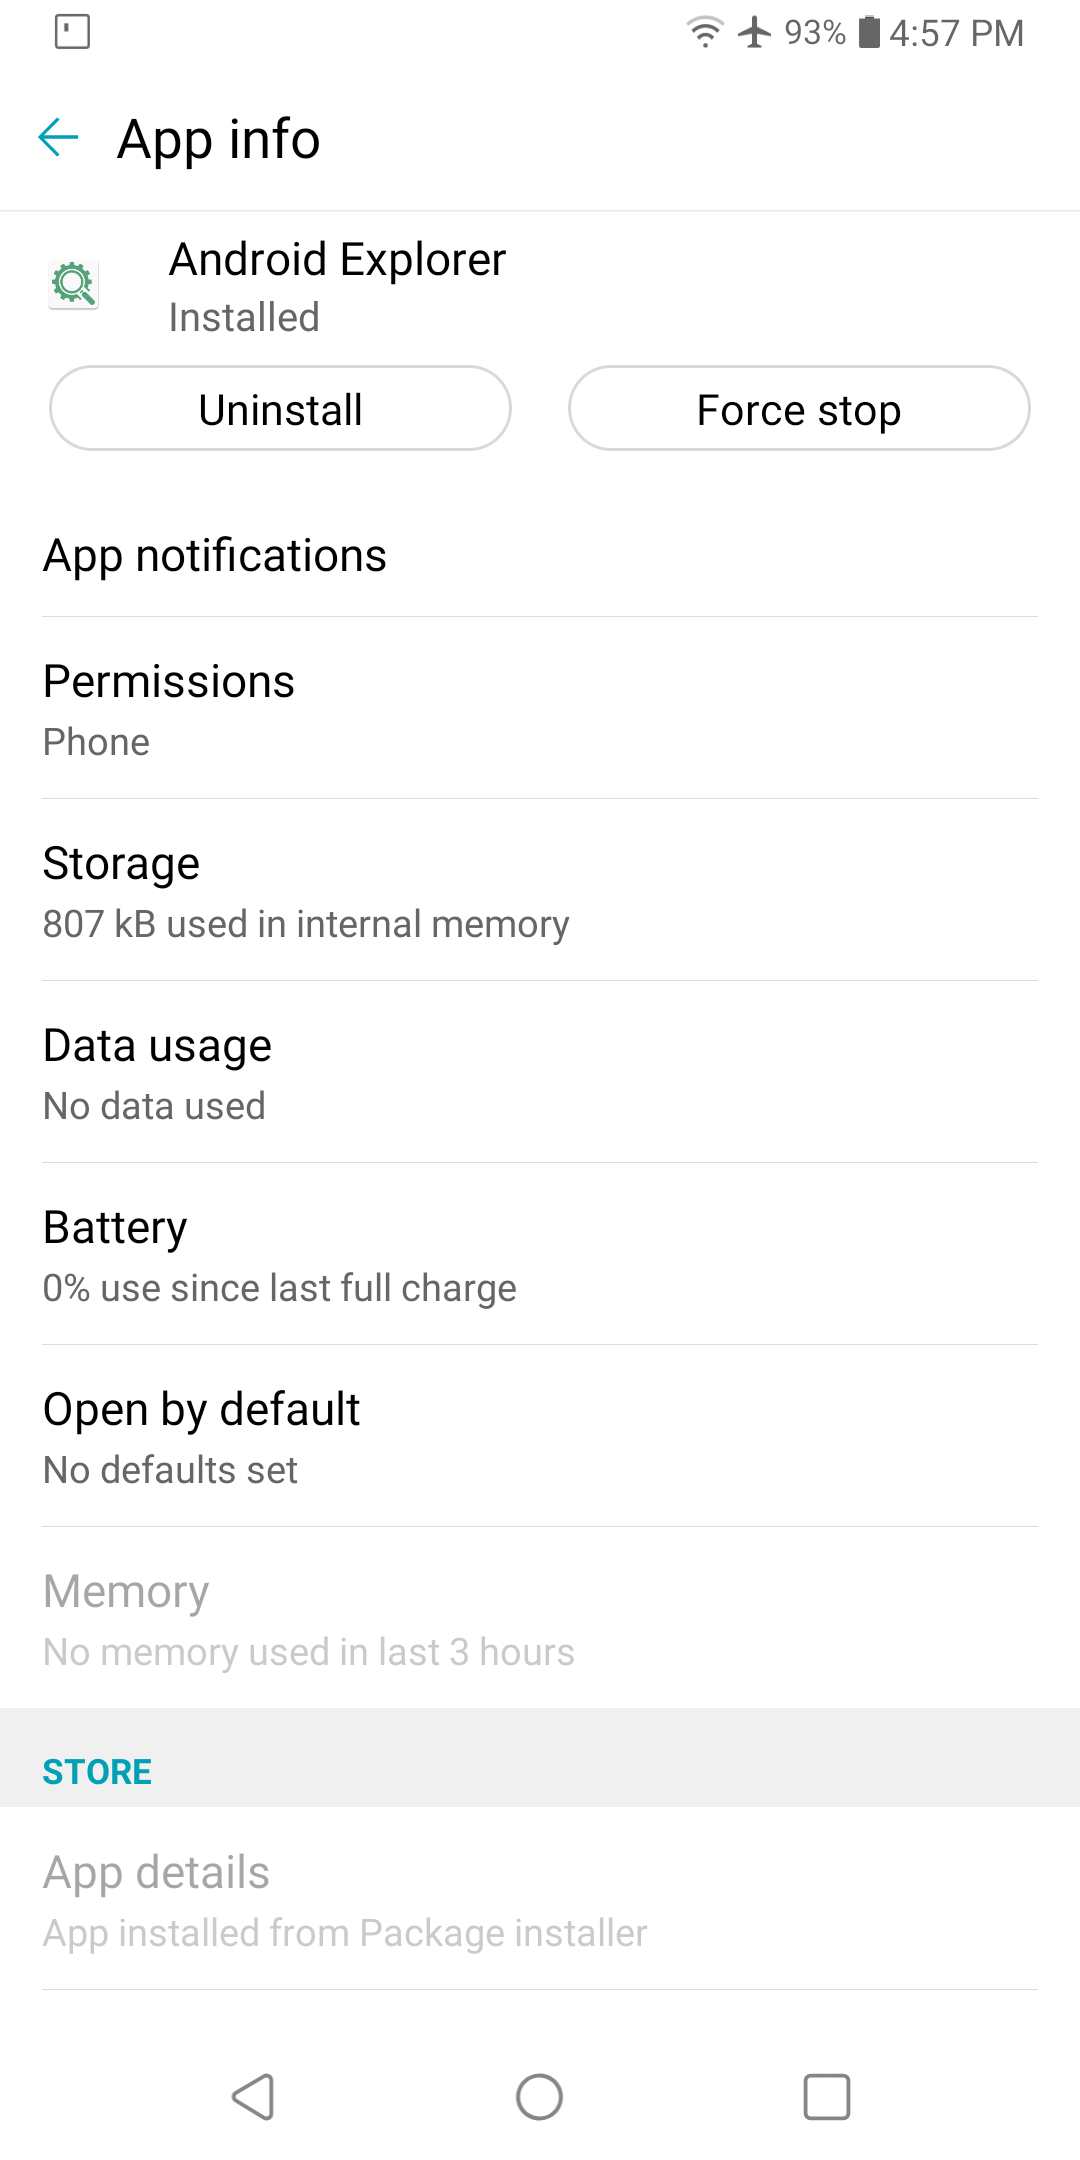 93% 4:57 PM
App info
Android Explorer
Installed
Uninstall
Force stop
App notifications
Permissions
Phone
Storage
807 kB used in internal memory
Data usage
No data used
Battery
0% use since last full charge
Open by default
No defaults set
Memory
No memory used in last 3 hours
STORE
App details
App installed from Package installer